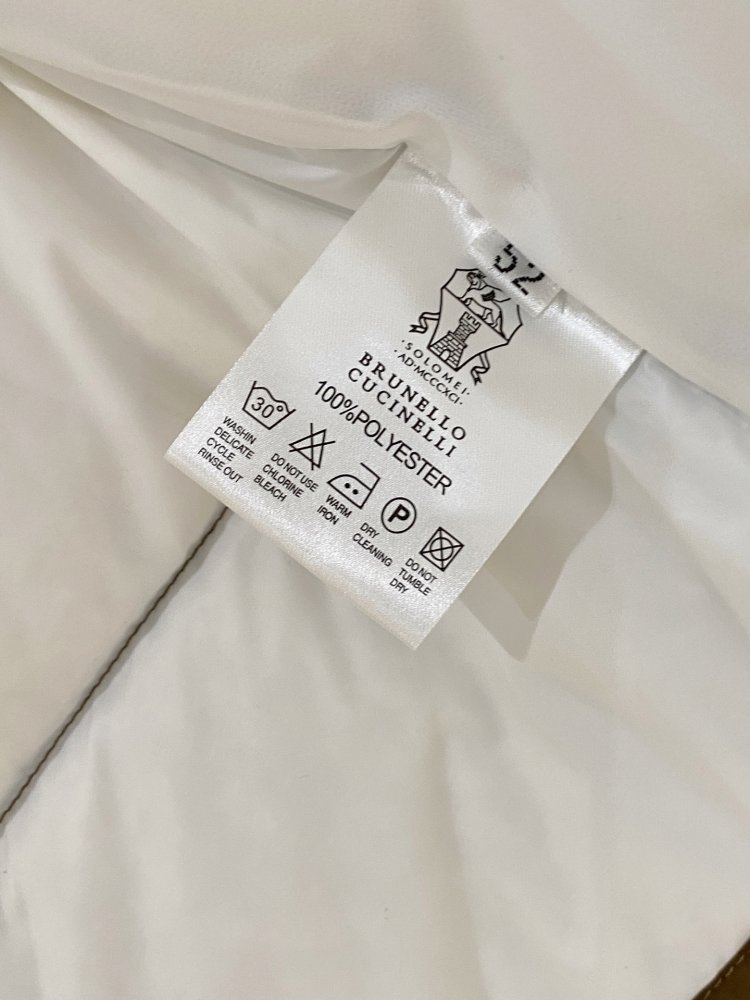 52
·SOLOMEI·
·AD·MCCCXCI·
BRUNELLO
CUCINELLI
100%POLYESTER
30°
WASHIN
DELICATE
CYCLE
RINSE OUT
DO NOT USE
CHLORINE
BLEACH
WARM
IRON
P
DRY
CLEANING
DO NOT
TUMBLE
DRY